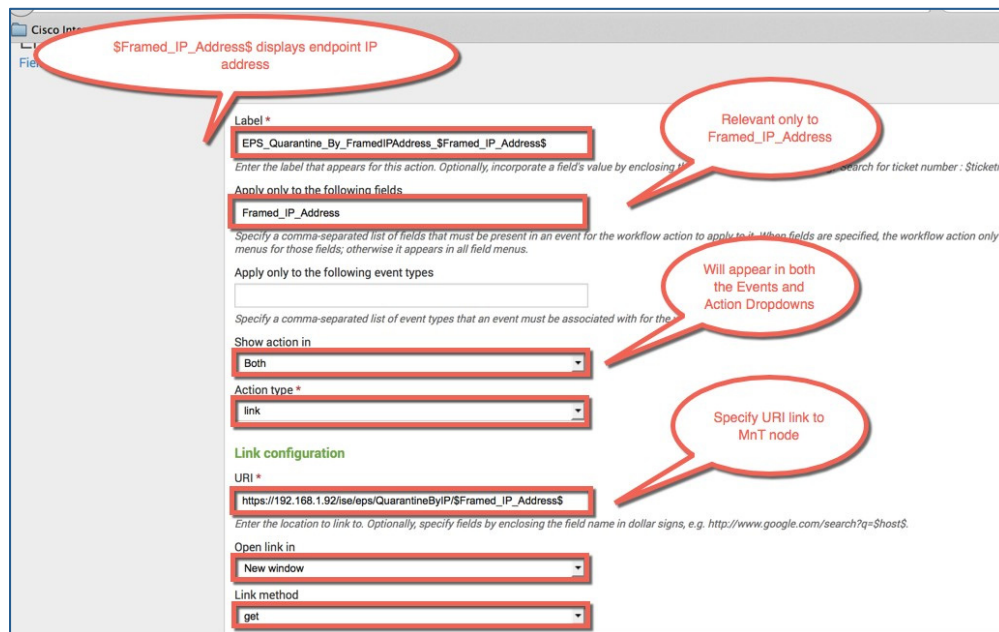 Cisco
$Framed_IP_Address$ displays endpoint IP
address
Label *
EPS_Quarantine_By_FramedIPAddress_$Framed_IP_Address$
Relevant only to
Framed_IP_Address
Enter the label that appears for this action. Optionally, incorporate a field's value by enclosing Search for ticket number : $ticket
Apply only to the following fields
Framed_IP_Address
Specify a comma-separated list of fields that must be present in an event for the workflow action to apply to it. When fields are specified, the workflow action only
menus for those fields; otherwise it appears in all field menus.
Apply only to the following event types
Will appear in both
the Events and
Action Dropdowns
Specify a comma-separated list of event types that an event must be associated with for the
Show action in
Both
Action type *
link
Specify URI link to
MnT node
Link configuration
URI *
https://192.168.1.92/ise/eps/QuarantineByIP/$Framed_IP_Address$
Enter the location to link to. Optionally, specify fields by enclosing the field name in dollar signs, e.g. http://www.google.com/search?q=$host$.
Open link in
New window
Link method
get